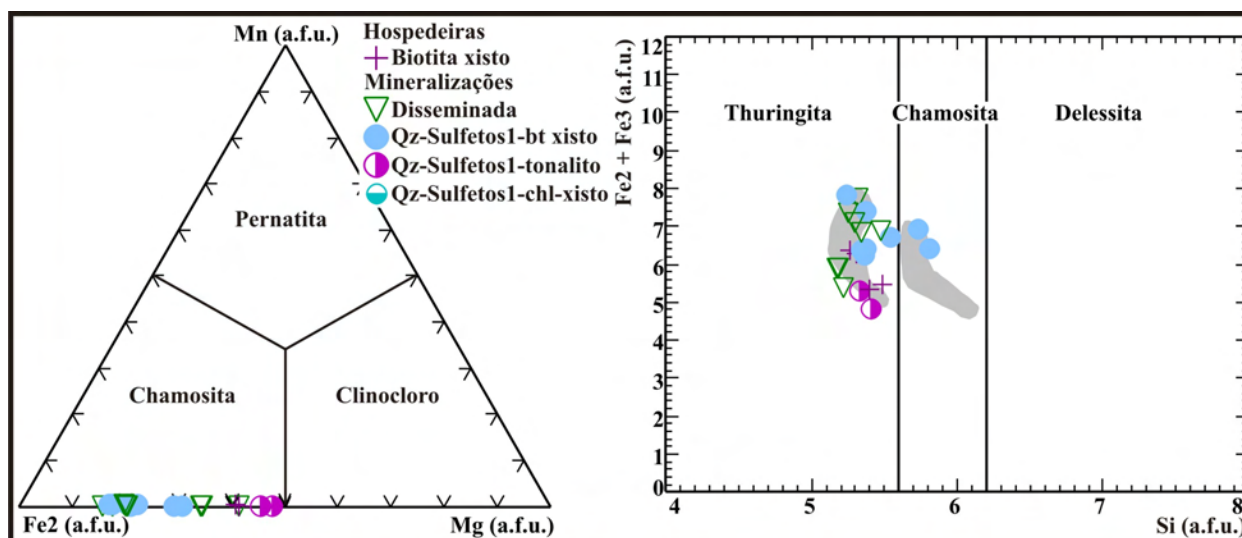 Mn (a.f.u.)
Hospedeiras
Biotita xisto
Mineralizações
Disseminada
Qz-Sulfetos1-bt xisto
Qz-Sulfetos1-tonalito
Qz-Sulfetos1-chl-xisto
Pernatita
Chamosita
Clinocloro
Fe2 (a.f.u.)
Mg (a.f.u.)
Fe2 + Fe3 (a.f.u.)
12
11
10
9
8
7
6
5
4
3
2
1
0
Thuringita
Chamosita
Delessita
4
5
6
7
8
Si (a.f.u.)